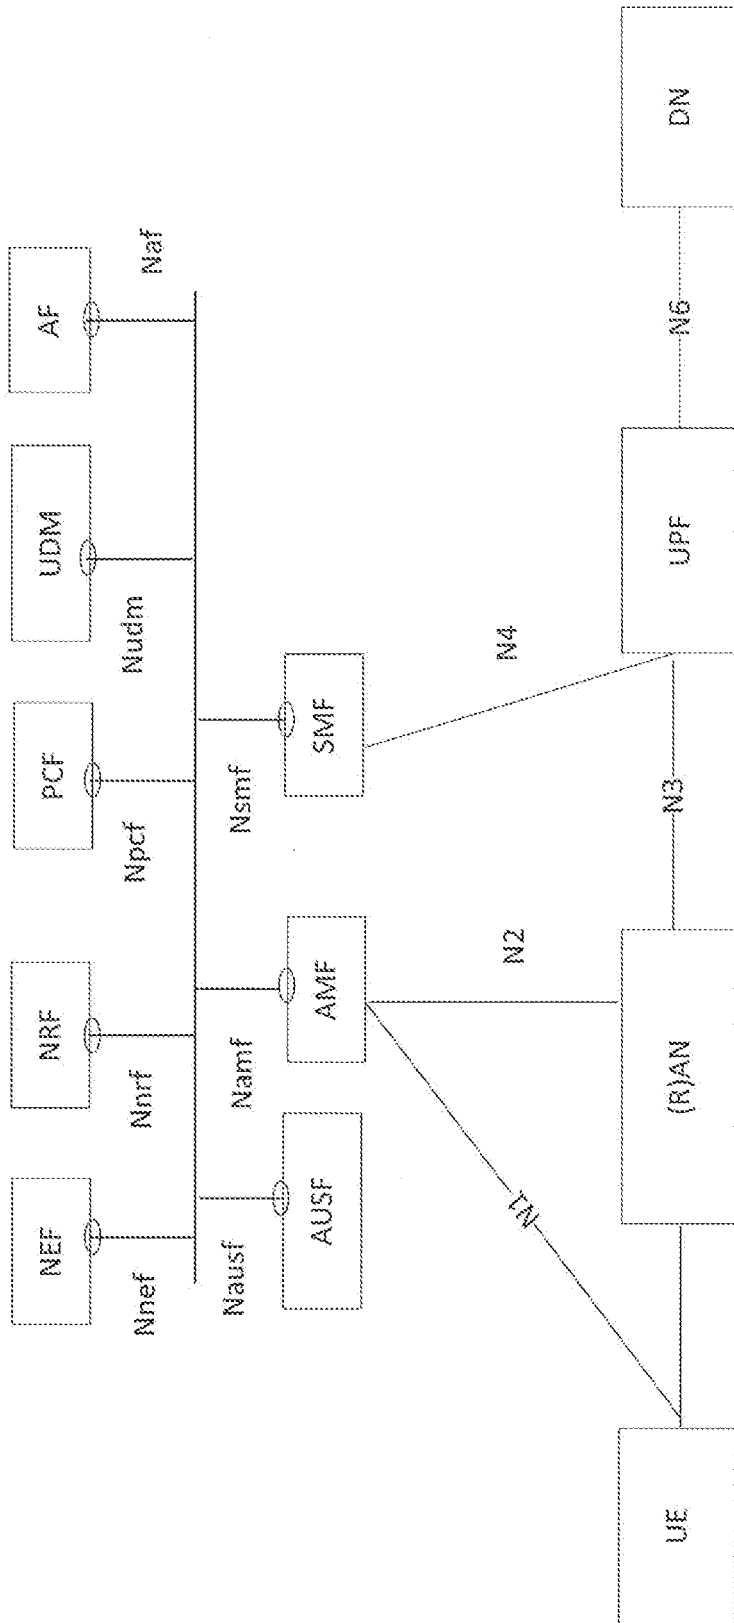 NEF
NRF
PCF
UDM
AF
Nnef
Nnrf
Npcf
Nudm
Naf
Nausf
Namf
Nsmf
AUSF
AMF
SMF
N1
N2
N4
UE
(R)AN
N3
UPF
N6
DN